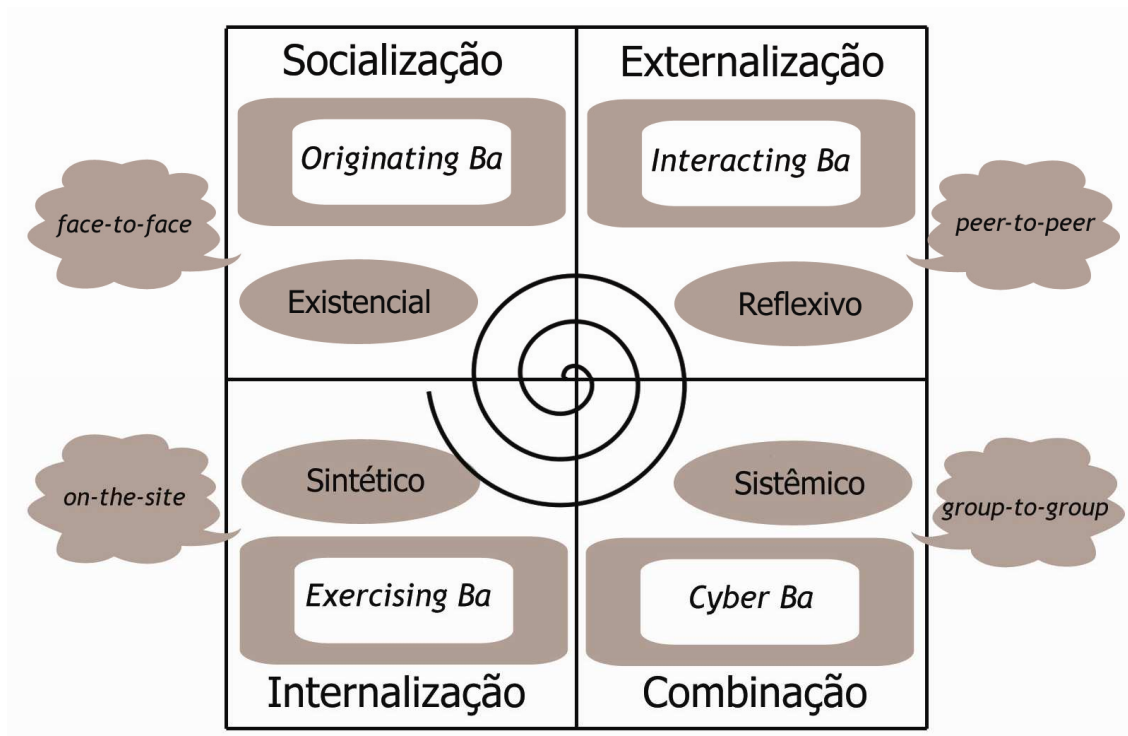 Socialização
Externalização
Originating Ba
Interacting Ba
face-to-face
peer-to-peer
Existencial
Reflexivo
Sintético
Sistêmico
on-the-site
group-to-group
Exercising Ba
Cyber Ba
Internalização
Combinação